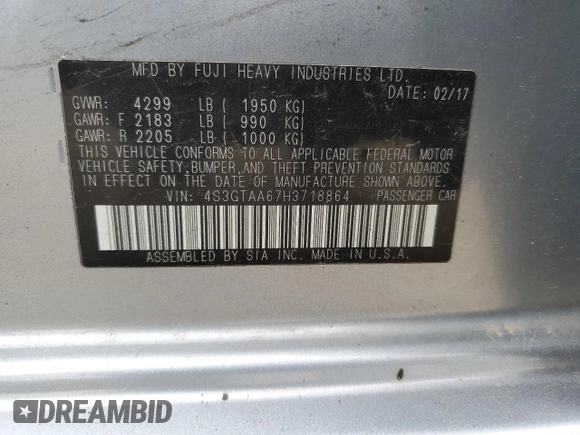 MFD BY FUJI HEAVY INDUSTRIES LTD.
DATE: 02/17
GVWR: 4299 LB ( 1950 KG)
GAWR: F 2183 LB ( 990 KG)
GAWR: R 2205 LB ( 1000 KG)
THIS VEHICLE CONFORMS TO ALL APPLICABLE FEDERAL MOTOR
VEHICLE SAFETY, BUMPER, AND THEFT PREVENTION STANDARDS
IN EFFECT ON THE DATE OF MANUFACTURE SHOWN ABOVE.
VIN: 4S3GTAA67H3718864 PASSENGER CAR
ASSEMBLED BY SIA INC. MADE IN U.S.A.
DREAMBID